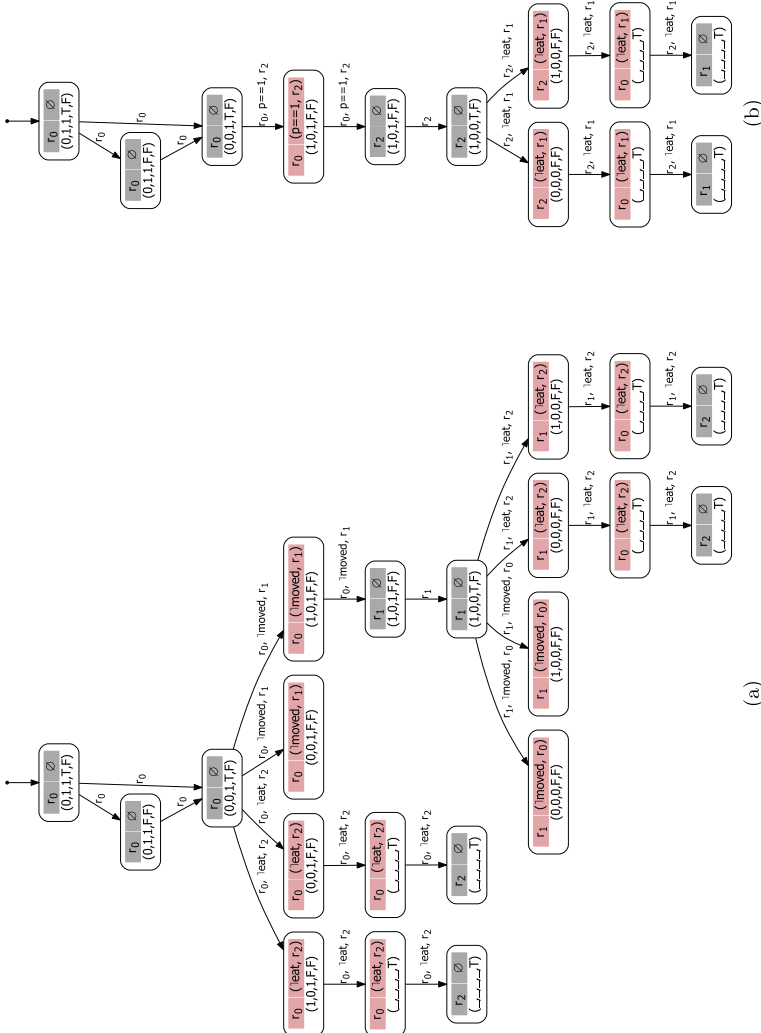 r0 ∅
(0,1,1,T,F)
r0
r0
r0 ∅
(0,1,1,F,F)
r0
r0 ∅
(0,0,1,T,F)
r0, ¬eat, r2
r0, ¬eat, r2
r0, ¬moved, r1
r0, ¬moved, r1
r0 (¬eat, r2)
(1,0,1,F,F)
r0 (¬eat, r2)
(0,0,1,F,F)
r0 (¬moved, r1)
(0,0,1,F,F)
r0 (¬moved, r1)
(1,0,1,F,F)
r0, ¬eat, r2
r0, ¬eat, r2
r0, ¬moved, r1
r0 (¬eat, r2)
(_,_,_,_,T)
r0 (¬eat, r2)
(_,_,_,_,T)
r1 ∅
(1,0,1,F,F)
r0, ¬eat, r2
r0, ¬eat, r2
r1
r2 ∅
(_,_,_,_,T)
r2 ∅
(_,_,_,_,T)
r1 ∅
(1,0,0,T,F)
r1, ¬moved, r0
r1, ¬moved, r0
r1, ¬eat, r2
r1, ¬eat, r2
r1 (¬moved, r0)
(0,0,0,F,F)
r1 (¬moved, r0)
(1,0,0,F,F)
r1 (¬eat, r2)
(0,0,0,F,F)
r1 (¬eat, r2)
(1,0,0,F,F)
r1, ¬eat, r2
r1, ¬eat, r2
r0 (¬eat, r2)
(_,_,_,_,T)
r0 (¬eat, r2)
(_,_,_,_,T)
r1, ¬eat, r2
r1, ¬eat, r2
r2 ∅
(_,_,_,_,T)
r2 ∅
(_,_,_,_,T)
(a)
r0 ∅
(0,1,1,T,F)
r0
r0
r0 ∅
(0,1,1,F,F)
r0
r0 ∅
(0,0,1,T,F)
r0, p==1, r2
r0 (p==1, r2)
(1,0,1,F,F)
r0, p==1, r2
r2 ∅
(1,0,1,F,F)
r2
r2 ∅
(1,0,0,T,F)
r2, ¬eat, r1
r2, ¬eat, r1
r2 (¬eat, r1)
(0,0,0,F,F)
r2 (¬eat, r1)
(1,0,0,F,F)
r2, ¬eat, r1
r2, ¬eat, r1
r0 (¬eat, r1)
(_,_,_,_,T)
r0 (¬eat, r1)
(_,_,_,_,T)
r2, ¬eat, r1
r2, ¬eat, r1
r1 ∅
(_,_,_,_,T)
r1 ∅
(_,_,_,_,T)
(b)